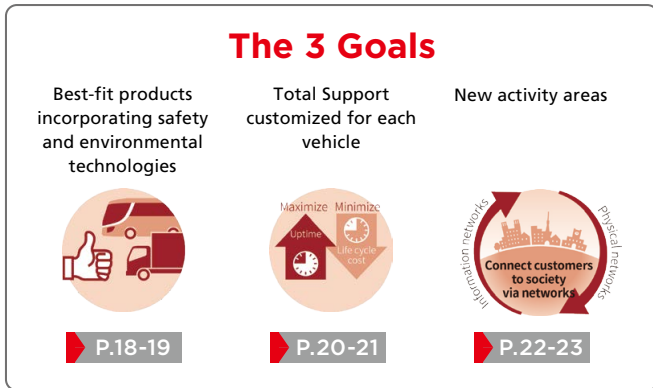 The 3 Goals
Best-fit products
incorporating safety
and environmental
technologies
Total Support
customized for each
vehicle
New activity areas
Maximize
Minimize
Uptime
Life cycle
cost
Information networks
Physical networks
Connect customers
to society
via networks
P.18-19
P.20-21
P.22-23